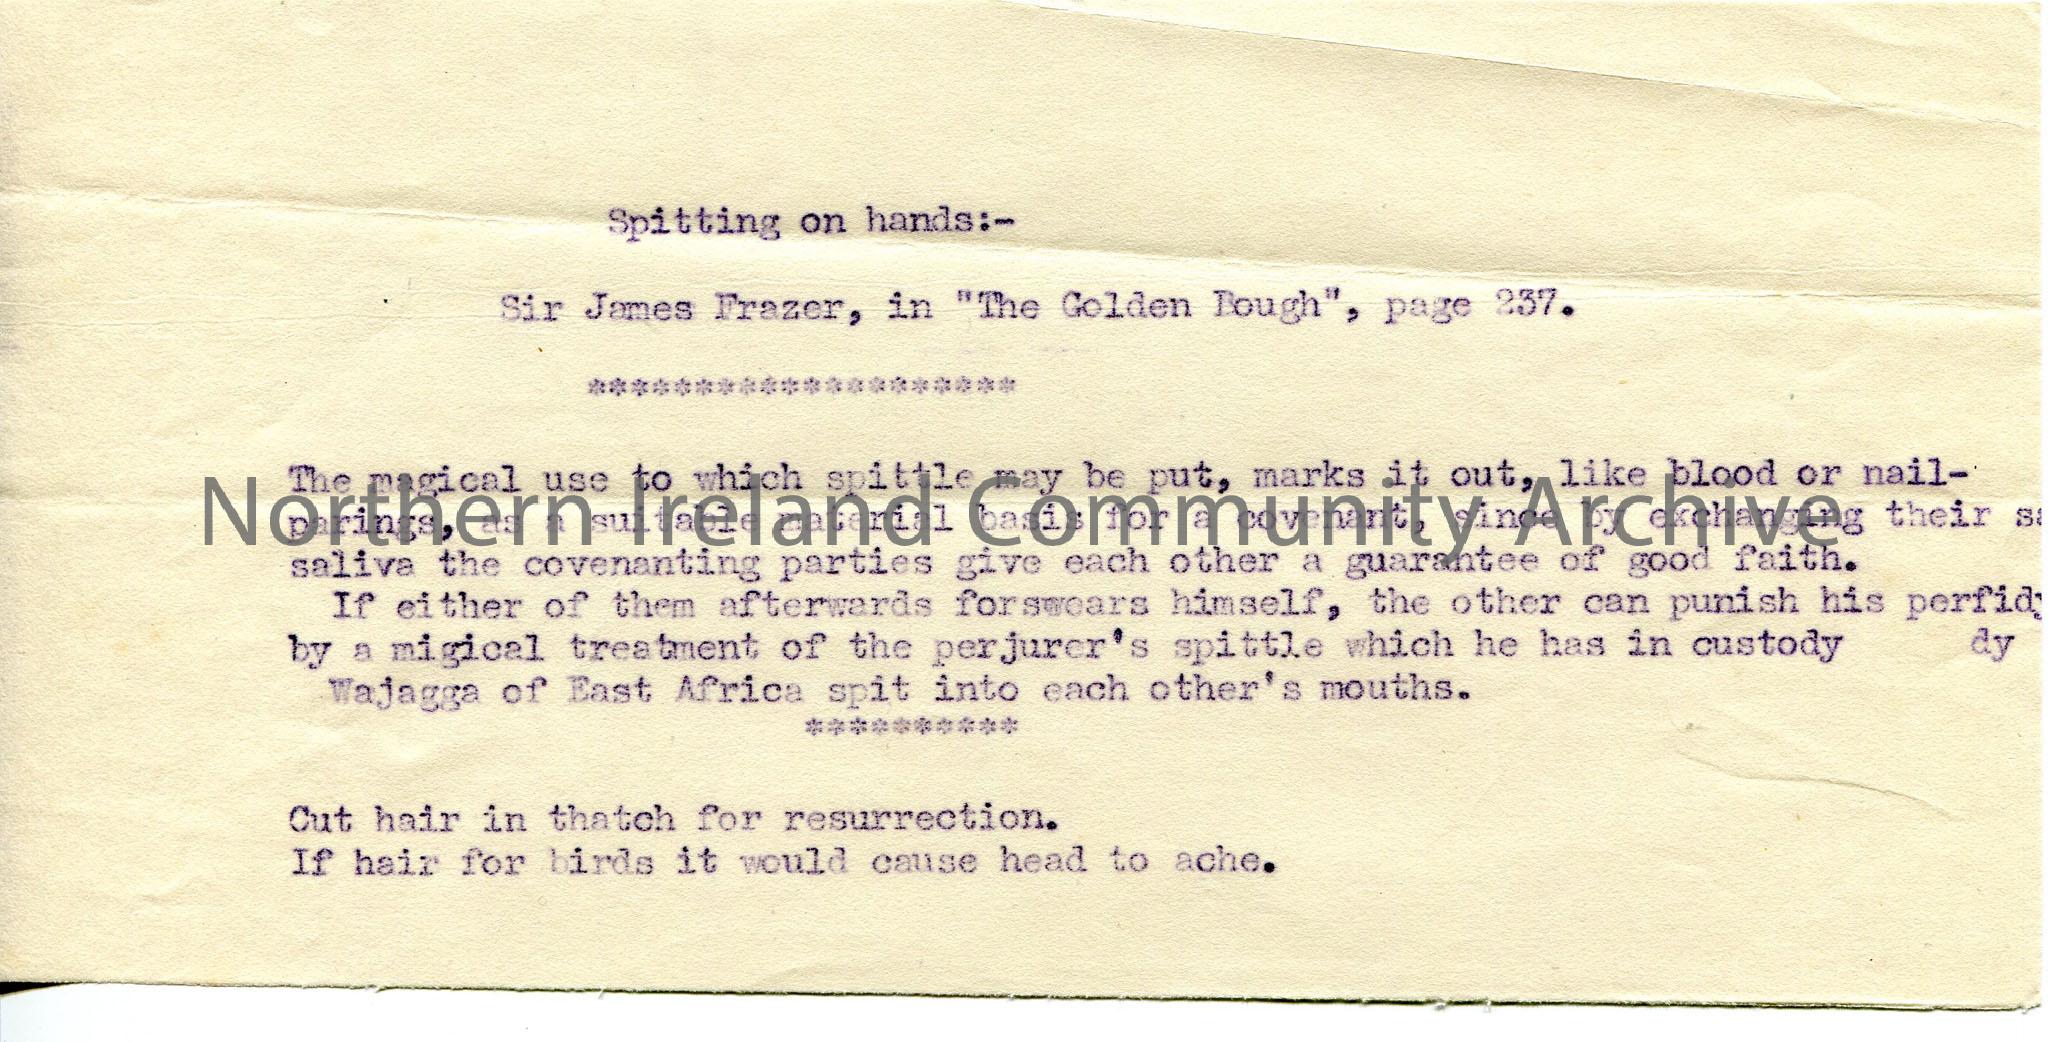 Spitting on hands:-
Sir James Frazer, in "The Golden Bough", page 237.
********************
The magical use to which spittle may be put, marks it out, like blood or nail-
parings, as a suitable material basis for a covenant, since by exchanging their sa
Northern Ireland Community Archive
saliva the covenanting parties give each other a guarantee of good faith.
If either of them afterwards forswears himself, the other can punish his perfidy
by a migical treatment of the perjurer's spittle which he has in custody dy
Wajagga of East Africa spit into each other's mouths.
**********
Cut hair in thatch for resurrection.
If hair for birds it would cause head to ache.